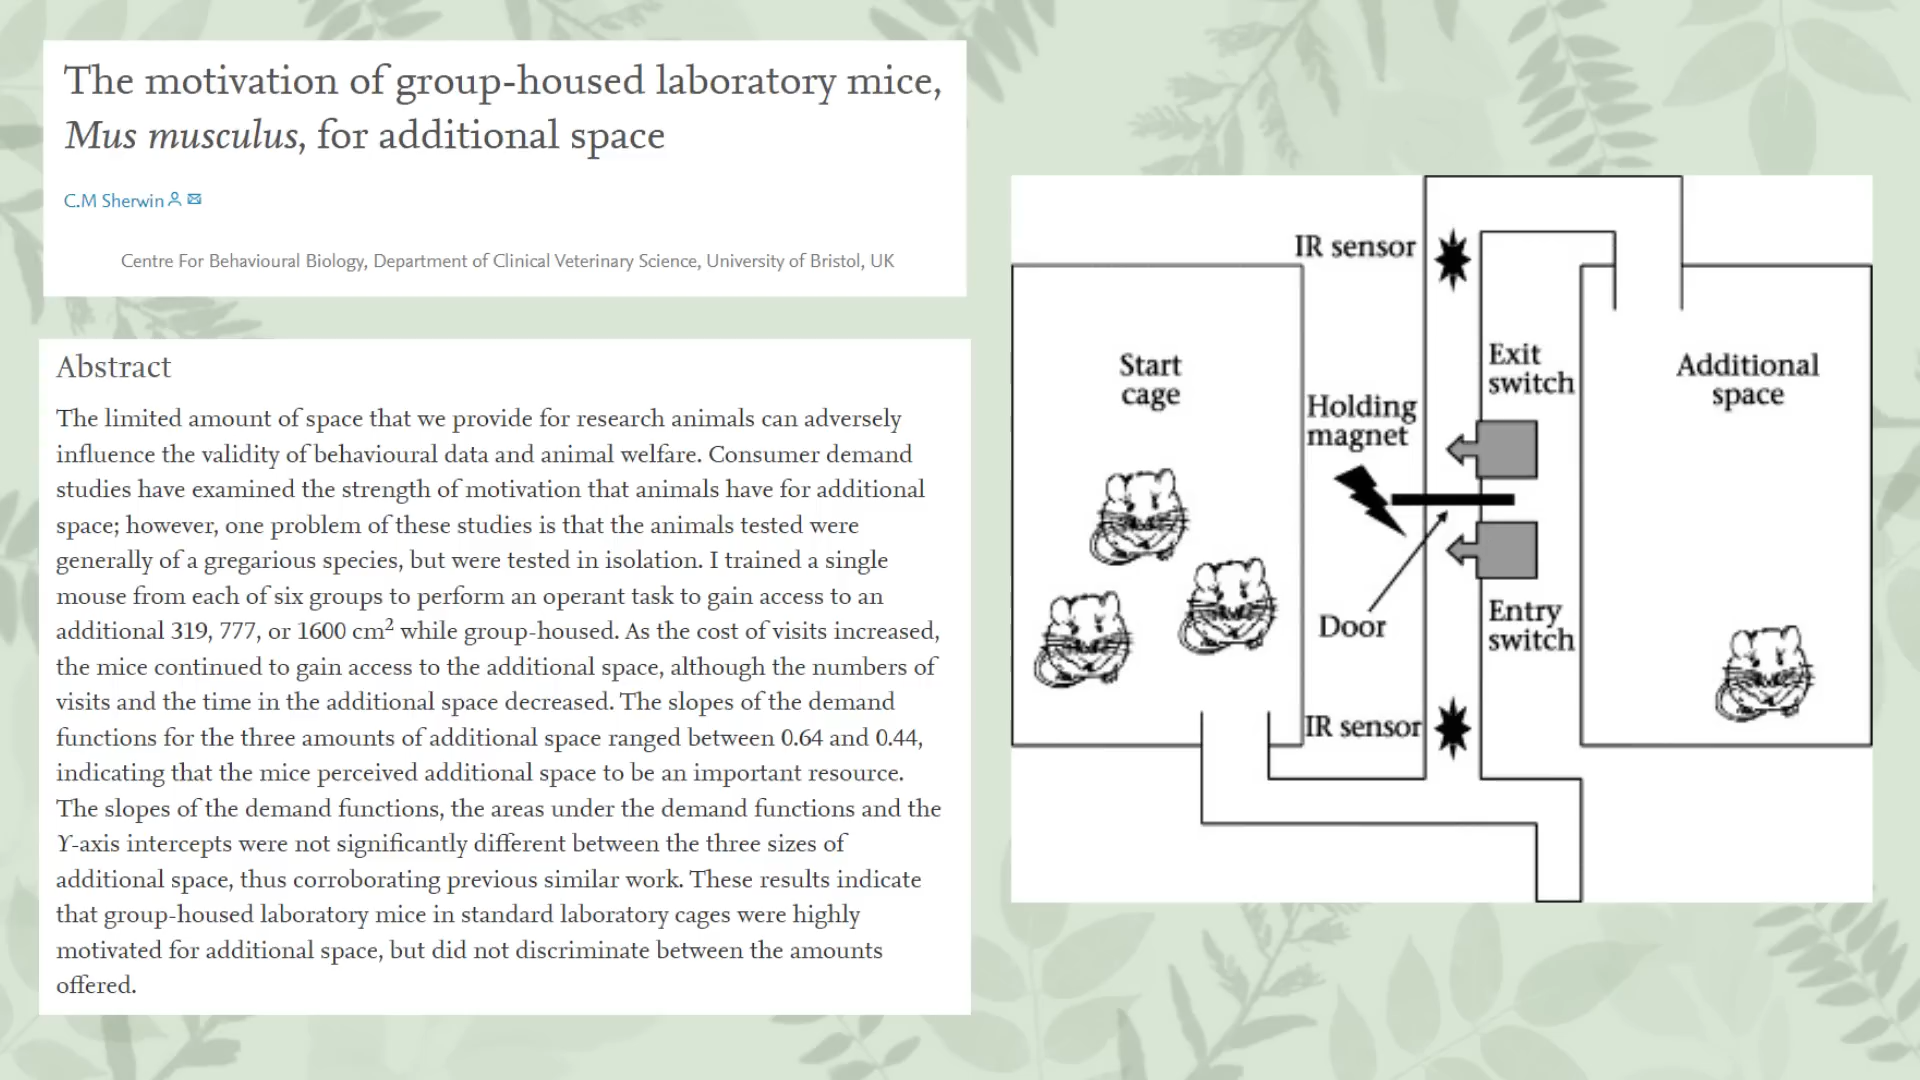 The motivation of group-housed laboratory mice,
Mus musculus, for additional space
C.M Sherwin
Centre For Behavioural Biology, Department of Clinical Veterinary Science, University of Bristol, UK
Abstract
The limited amount of space that we provide for research animals can adversely
influence the validity of behavioural data and animal welfare. Consumer demand
studies have examined the strength of motivation that animals have for additional
space; however, one problem of these studies is that the animals tested were
generally of a gregarious species, but were tested in isolation. I trained a single
mouse from each of six groups to perform an operant task to gain access to an
additional 319, 777, or 1600 cm² while group-housed. As the cost of visits increased,
the mice continued to gain access to the additional space, although the numbers of
visits and the time in the additional space decreased. The slopes of the demand
functions for the three amounts of additional space ranged between 0.64 and 0.44,
indicating that the mice perceived additional space to be an important resource.
The slopes of the demand functions, the areas under the demand functions and the
Y-axis intercepts were not significantly different between the three sizes of
additional space, thus corroborating previous similar work. These results indicate
that group-housed laboratory mice in standard laboratory cages were highly
motivated for additional space, but did not discriminate between the amounts
offered.
IR sensor
Start
cage
Holding
magnet
Exit
switch
Additional
space
Door
Entry
switch
IR sensor